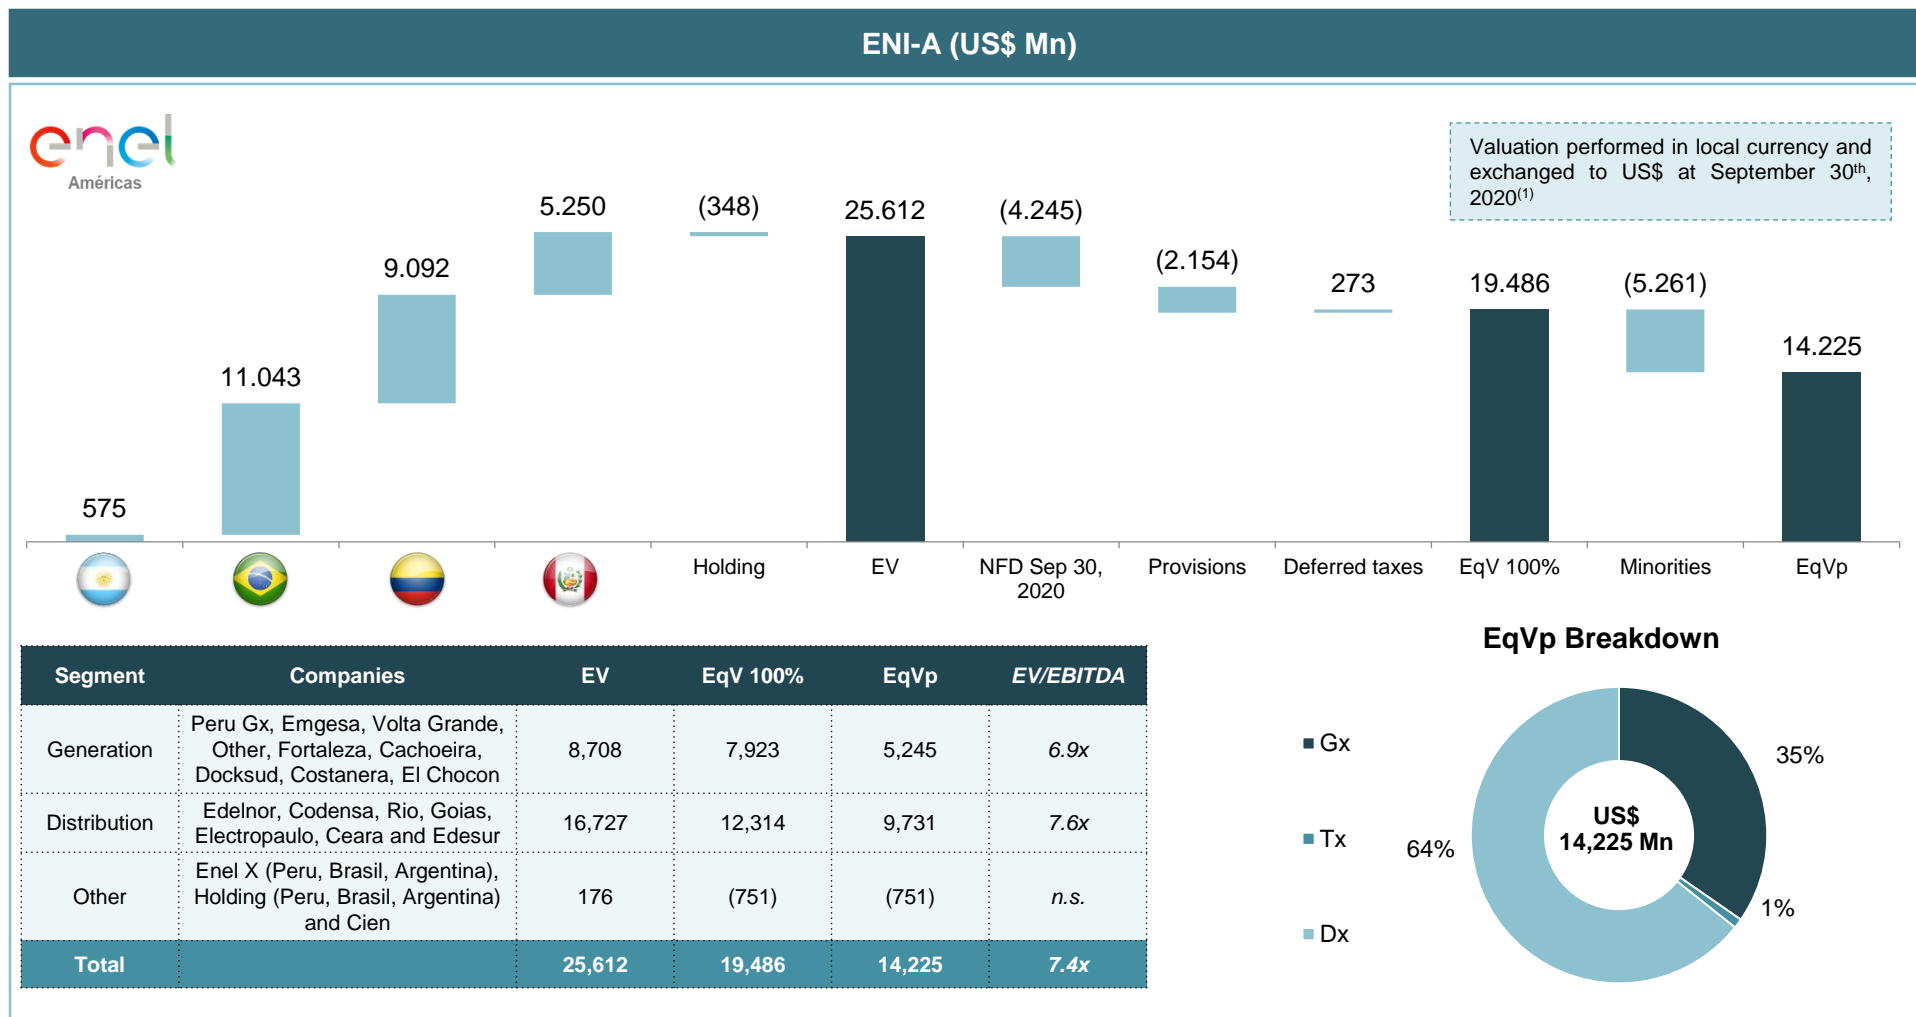 ENI-A (US$ Mn)
enel
Américas
Valuation performed in local currency and
exchanged to US$ at September 30th,
2020(1)
575
11.043
9.092
5.250
(348)
25.612
(4.245)
(2.154)
273
19.486
(5.261)
14.225
Holding
EV
NFD Sep 30,
2020
Provisions
Deferred taxes
EqV 100%
Minorities
EqVp
Segment Companies EV EqV 100% EqVp EV/EBITDA
Peru Gx, Emgesa, Volta Grande,
Generation Other, Fortaleza, Cachoeira, 8,708 7,923 5,245 6.9x
Docksud, Costanera, El Chocon
Distribution Edelnor, Codensa, Rio, Goias, 16,727 12,314 9,731 7.6x
Electropaulo, Ceara and Edesur
Enel X (Peru, Brasil, Argentina),
Other Holding (Peru, Brasil, Argentina) 176 (751) (751) n.s.
and Cien
Total 25,612 19,486 14,225 7.4x
EqVp Breakdown
Gx
Tx
Dx
35%
1%
64%
US$
14,225 Mn